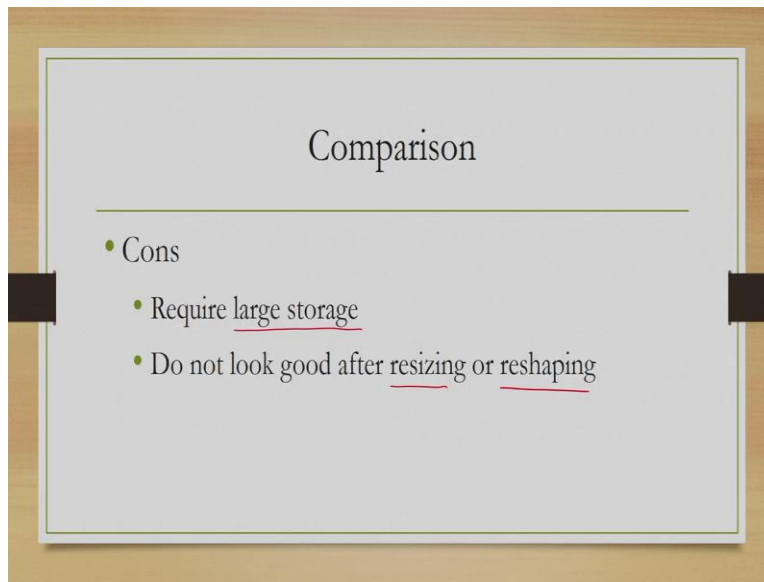 Comparison
• Cons
• Require large storage
• Do not look good after resizing or reshaping